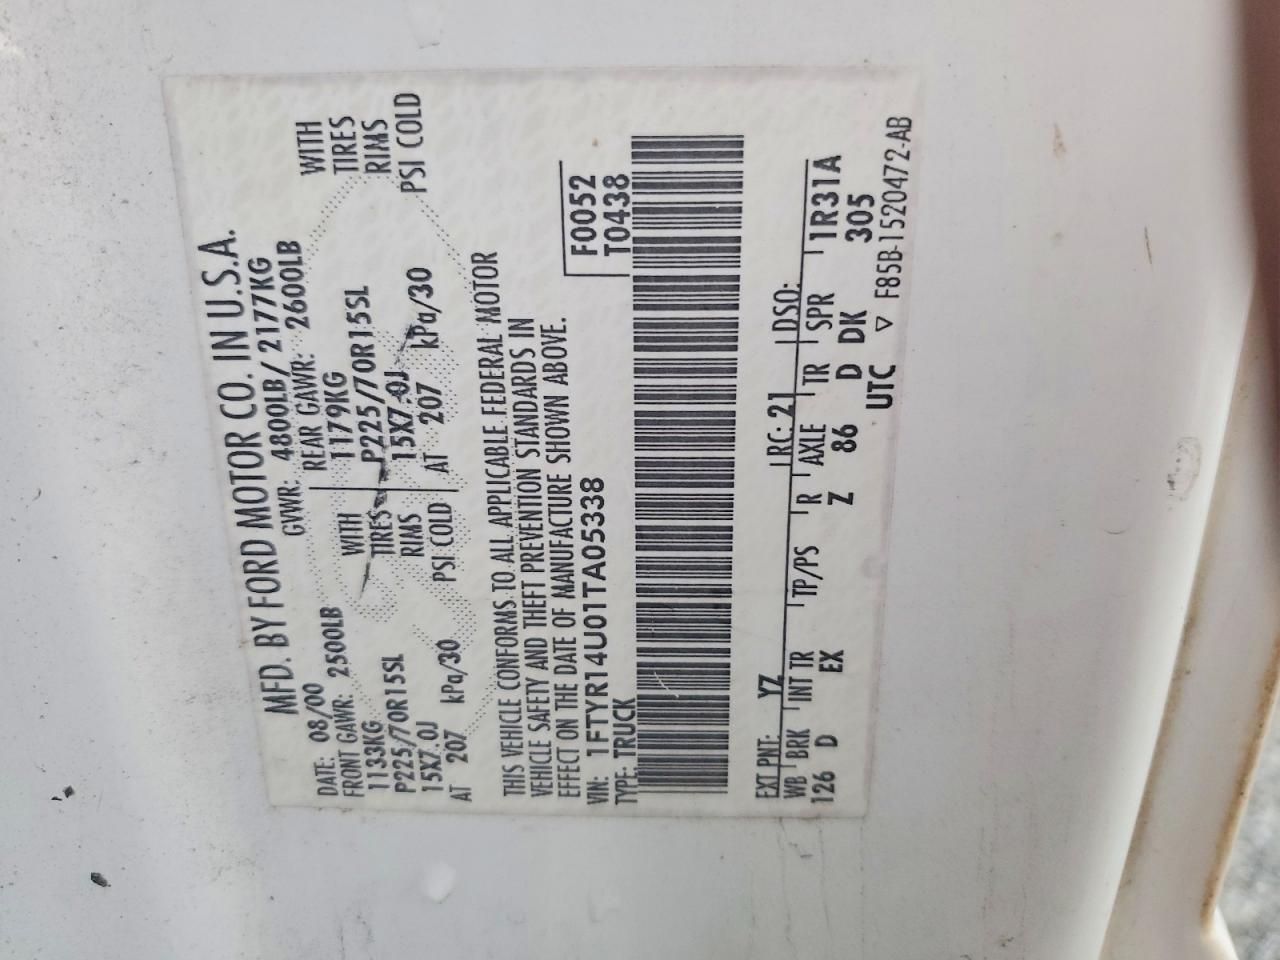 MFD. BY FORD MOTOR CO. IN U.S.A.
DATE: 08/00 GVWR: 4800LB/ 2177KG
FRONT GAWR: 2500LB REAR GAWR: 2600LB
1133KG WITH 1179KG WITH
P225/70R15SL TIRES P225/70R15SL TIRES
15X7.0J RIMS 15X7.0J RIMS
AT 207 kPa/30 PSI COLD AT 207 kPa/30 PSI COLD
THIS VEHICLE CONFORMS TO ALL APPLICABLE FEDERAL MOTOR
VEHICLE SAFETY AND THEFT PREVENTION STANDARDS IN
EFFECT ON THE DATE OF MANUFACTURE SHOWN ABOVE.
VIN: 1FTYR14U01TA05338 F0052
TYPE: TRUCK T0438
EXT PNT: YZ RC: 21 DSO:
WB BRK INT TR TP/PS R AXLE TR SPR 1R31A
126 D EX Z 86 D DK 305
UTC ▽ F85B-1520472-AB